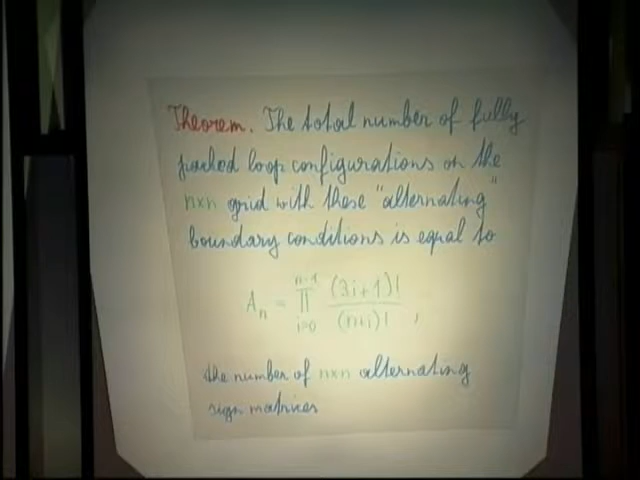 Theorem. The total number of fully
packed loop configurations on the
n×n grid with these "alternating"
boundary conditions is equal to
A_n = ∏_{i=0}^{n-1} (3i+1)! / (n+i)! ,
the number of n×n alternating
sign matrices